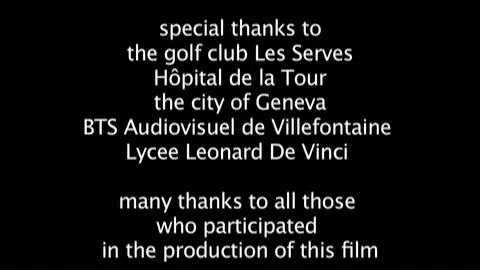 special thanks to
the golf club Les Serves
Hôpital de la Tour
the city of Geneva
BTS Audiovisuel de Villefontaine
Lycee Leonard De Vinci
many thanks to all those
who participated
in the production of this film